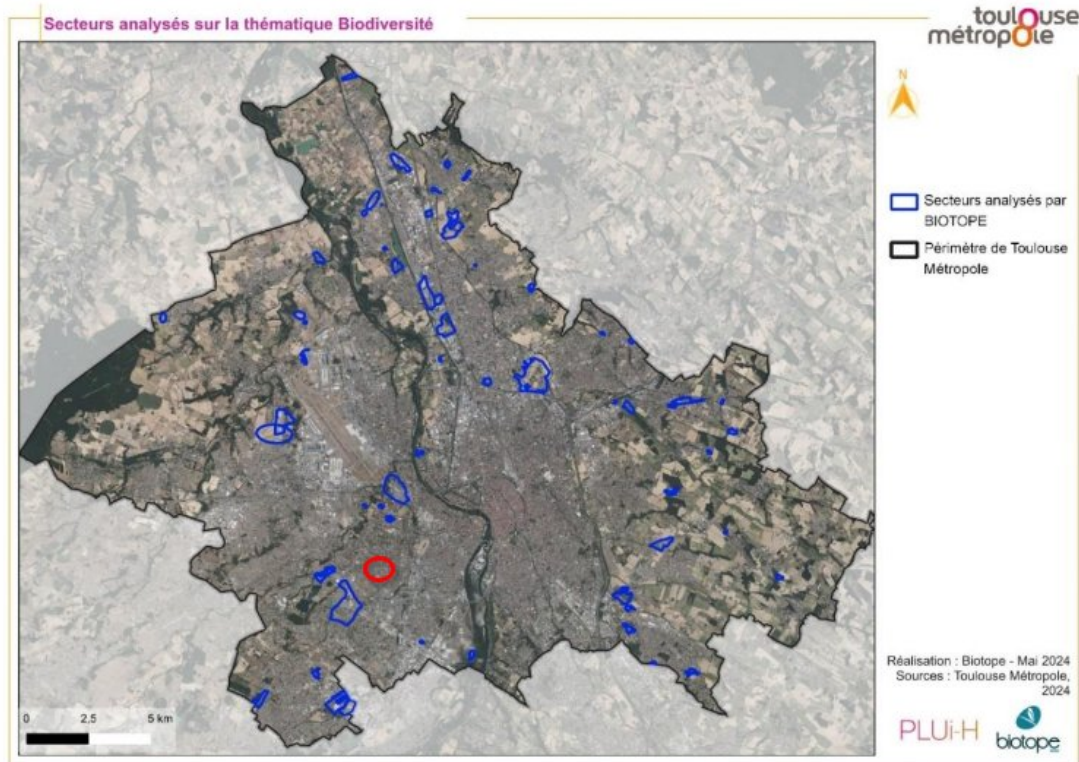 Secteurs analysés sur la thématique Biodiversité
toulouse
métropole
N
Secteurs analysés par
BIOTOPE
Périmètre de Toulouse
Métropole
0 2,5 5 km
Réalisation : Biotope - Mai 2024
Sources : Toulouse Métropole,
2024
PLUi-H
biotope